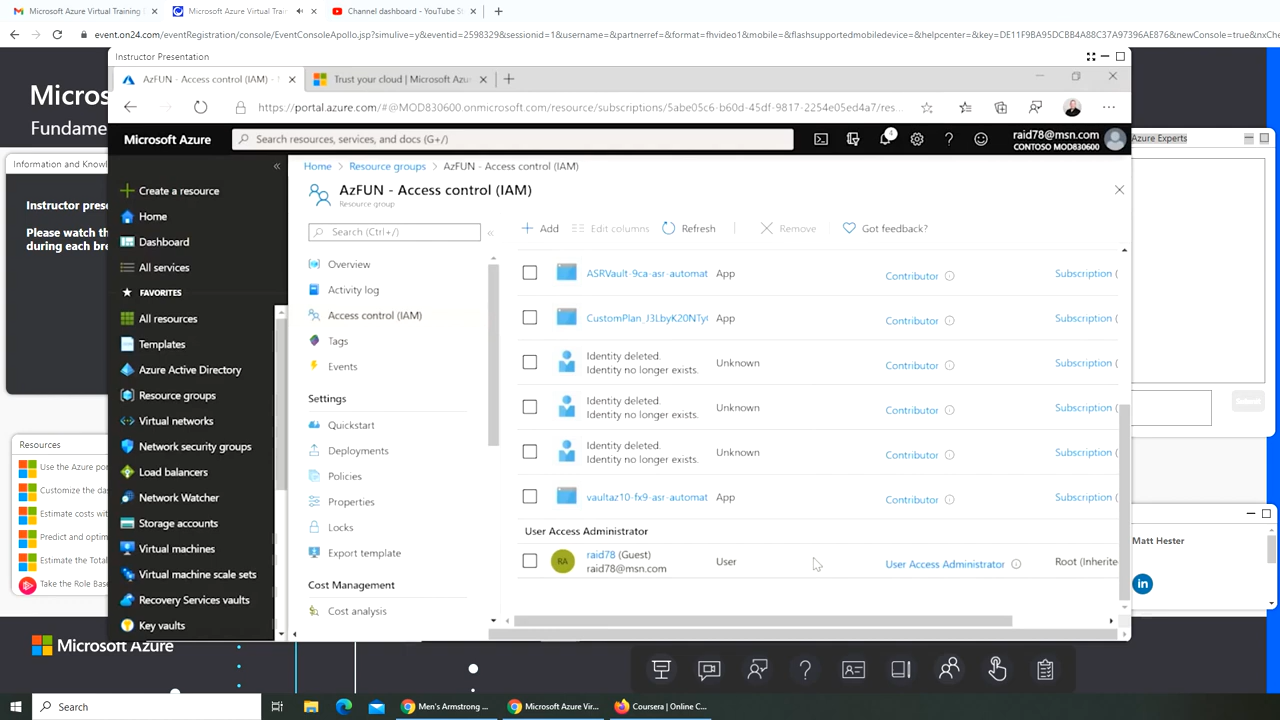 Microsoft Azure Virtual Training D
Microsoft Azure Virtual Train
Channel dashboard - YouTube St
event.on24.com/eventRegistration/console/EventConsoleApollo.jsp?simulive=y&eventid=2598329&sessionid=1&username=&partnerref=&format=fhvideo1&mobile=&flashsupportedmobiledevice=&helpcenter=&key=DE11F9BA95DCBB4A88C37A97396AE876&newConsole=true&nxChe
Instructor Presentation
Micros
Fundame
AzFUN - Access control (IAM) -
Trust your cloud | Microsoft Azu
https://portal.azure.com/#@MOD830600.onmicrosoft.com/resource/subscriptions/5abe05c6-b60d-45df-9817-2254e05ed4a7/res...
Microsoft Azure
Search resources, services, and docs (G+/)
4
raid78@msn.com
CONTOSO MOD830600
Azure Experts
Information and Knowl
Instructor pres
Please watch th
during each bre
Home
Resource groups
AzFUN - Access control (IAM)
AzFUN - Access control (IAM)
Resource group
Create a resource
Home
Dashboard
All services
FAVORITES
All resources
Templates
Azure Active Directory
Resource groups
Virtual networks
Network security groups
Load balancers
Network Watcher
Storage accounts
Virtual machines
Virtual machine scale sets
Recovery Services vaults
Key vaults
Search (Ctrl+/)
Overview
Activity log
Access control (IAM)
Tags
Events
Settings
Quickstart
Deployments
Policies
Properties
Locks
Export template
Cost Management
Cost analysis
Add
Edit columns
Refresh
Remove
Got feedback?
ASRVault-9ca-asr-automat App Contributor Subscription (
CustomPlan_J3LbyK20NTyC App Contributor Subscription (
Identity deleted.
Identity no longer exists. Unknown Contributor Subscription (
Identity deleted.
Identity no longer exists. Unknown Contributor Subscription (
Identity deleted.
Identity no longer exists. Unknown Contributor Subscription (
vaultaz10-fx9-asr-automat App Contributor Subscription (
User Access Administrator
RA
raid78 (Guest)
raid78@msn.com User User Access Administrator Root (Inherite
Resources
Use the Azure por
Customize the das
Estimate costs wi
Predict and optim
Estimate the Total
Take the Role Base
Submit
Matt Hester
in
Microsoft Azure
Search
Men's Armstrong ...
Microsoft Azure Vir...
Coursera | Online C...